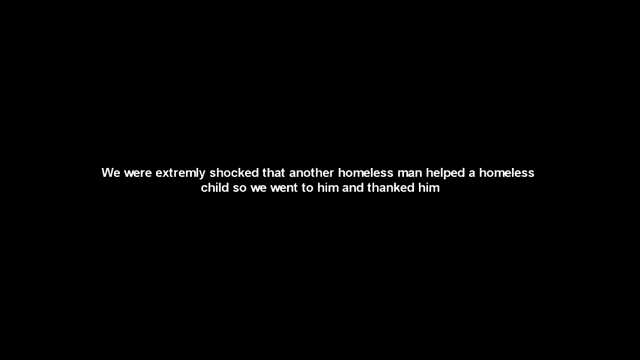 We were extremly shocked that another homeless man helped a homeless
child so we went to him and thanked him